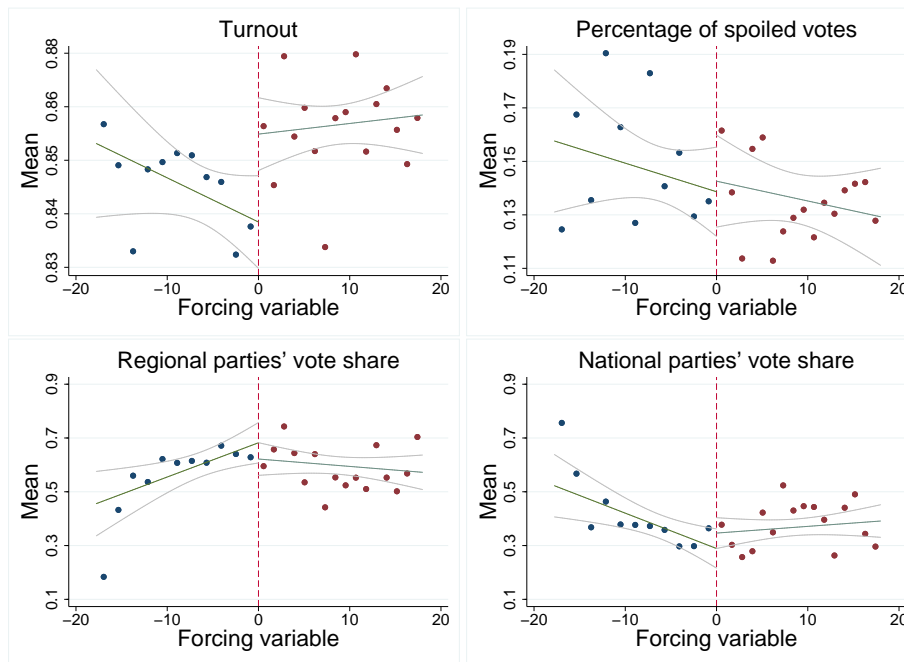 Turnout
Mean
0.88
0.86
0.85
0.84
0.83
−20 −10 0 10 20
Forcing variable
Percentage of spoiled votes
Mean
0.19
0.17
0.15
0.13
0.11
−20 −10 0 10 20
Forcing variable
Regional parties' vote share
Mean
0.9
0.7
0.5
0.3
0.1
−20 −10 0 10 20
Forcing variable
National parties' vote share
Mean
0.9
0.7
0.5
0.3
0.1
−20 −10 0 10 20
Forcing variable